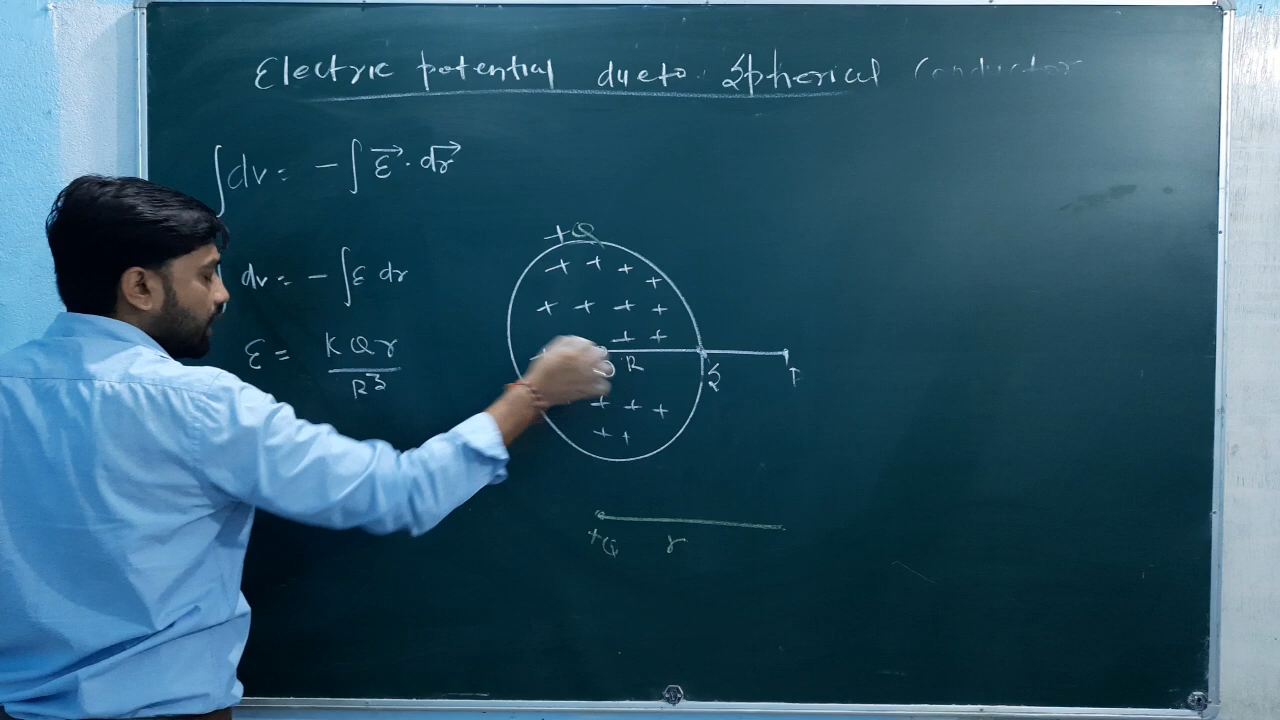 Electric potential due to Spherical Conductor
∫dv = -∫E⃗ · dr⃗
dv = -∫E dr
E = KQr / R³
+Q
+ + + +
+ + + +
+ +
R
S
+ + +
+ +
+Q r